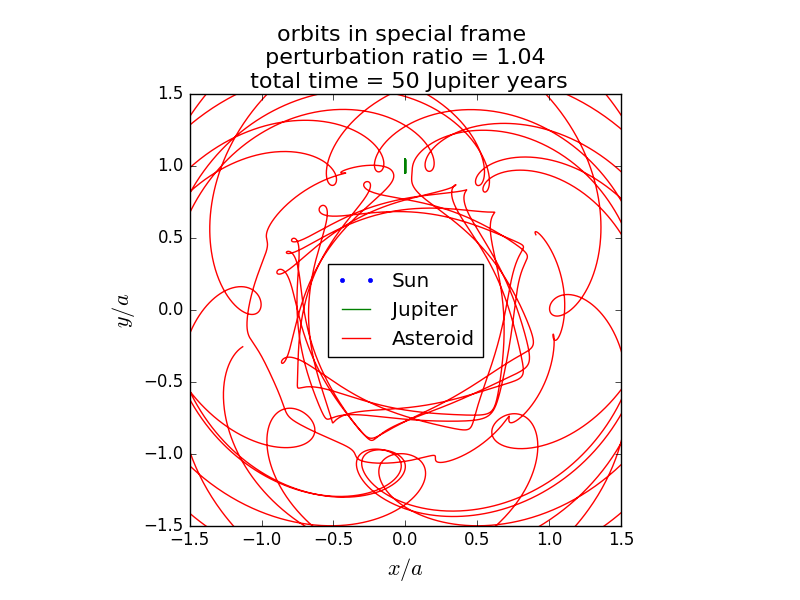 orbits in special frame
perturbation ratio = 1.04
total time = 50 Jupiter years
1.5
1.0
0.5
0.0
−0.5
−1.0
−1.5
y/a
Sun
Jupiter
Asteroid
−1.5 −1.0 −0.5 0.0 0.5 1.0 1.5
x/a